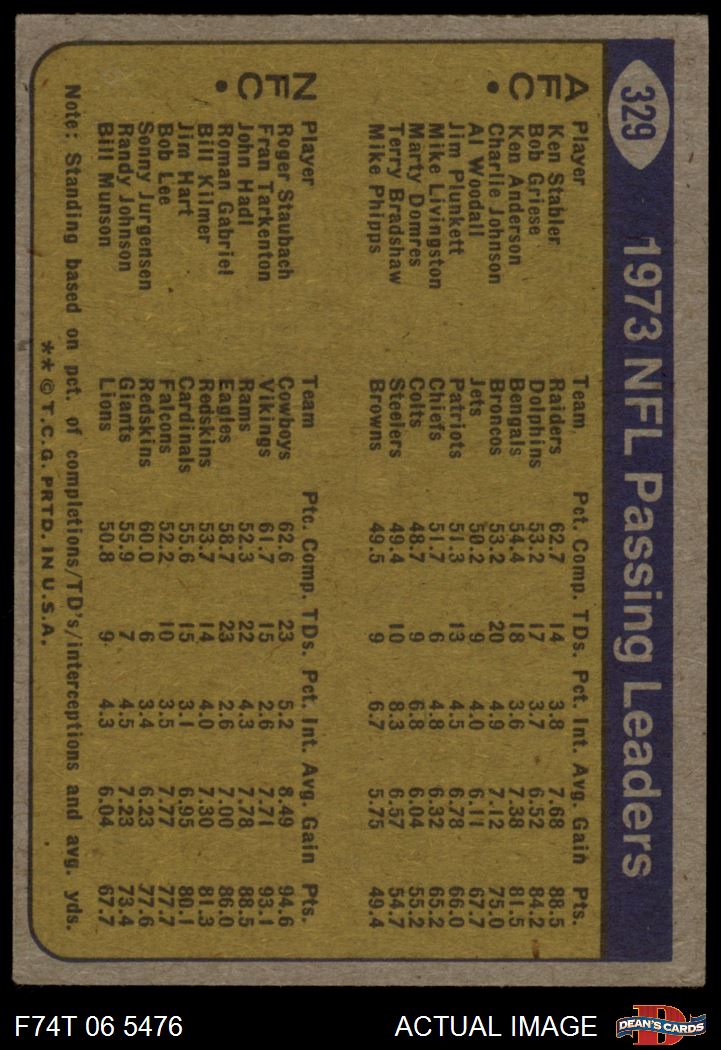 329
1973 NFL Passing Leaders
AFC • Player Team Pct. Comp. TDs. Pct. Int. Avg. Gain Pts.
Ken Stabler Raiders 62.7 14 3.8 7.68 88.5
Bob Griese Dolphins 53.2 17 3.7 6.52 84.2
Ken Anderson Bengals 54.4 18 3.6 7.38 81.5
Charlie Johnson Broncos 53.2 20 4.9 7.12 75.0
Al Woodall Jets 50.2 9 4.0 6.11 67.7
Jim Plunkett Patriots 51.3 13 4.5 6.78 66.0
Mike Livingston Chiefs 51.7 6 4.8 6.32 65.2
Marty Domres Colts 48.7 9 6.8 6.04 55.2
Terry Bradshaw Steelers 49.4 10 8.3 6.57 54.7
Mike Phipps Browns 49.5 9 6.7 5.75 49.4
NFC • Player Team Ptc. Comp. TDs. Pct. Int. Avg. Gain Pts.
Roger Staubach Cowboys 62.6 23 5.2 8.49 94.6
Fran Tarkenton Vikings 61.7 15 2.6 7.71 93.1
John Hadl Rams 52.3 22 4.3 7.78 88.5
Roman Gabriel Eagles 58.7 23 2.6 7.00 86.0
Bill Kilmer Redskins 53.7 14 4.0 7.30 81.3
Jim Hart Cardinals 55.6 15 3.1 6.95 80.1
Bob Lee Falcons 52.2 10 3.5 7.77 77.7
Sonny Jurgensen Redskins 60.0 6 3.4 6.23 77.6
Randy Johnson Giants 55.9 7 4.5 7.23 73.4
Bill Munson Lions 50.8 9 4.3 6.04 67.7
Note: Standing based on pct. of completions/TD's/interceptions and avg. yds.
** © T.C.G. PRTD. IN U.S.A.
F74T 06 5476
ACTUAL IMAGE
D
DEAN'S CARDS